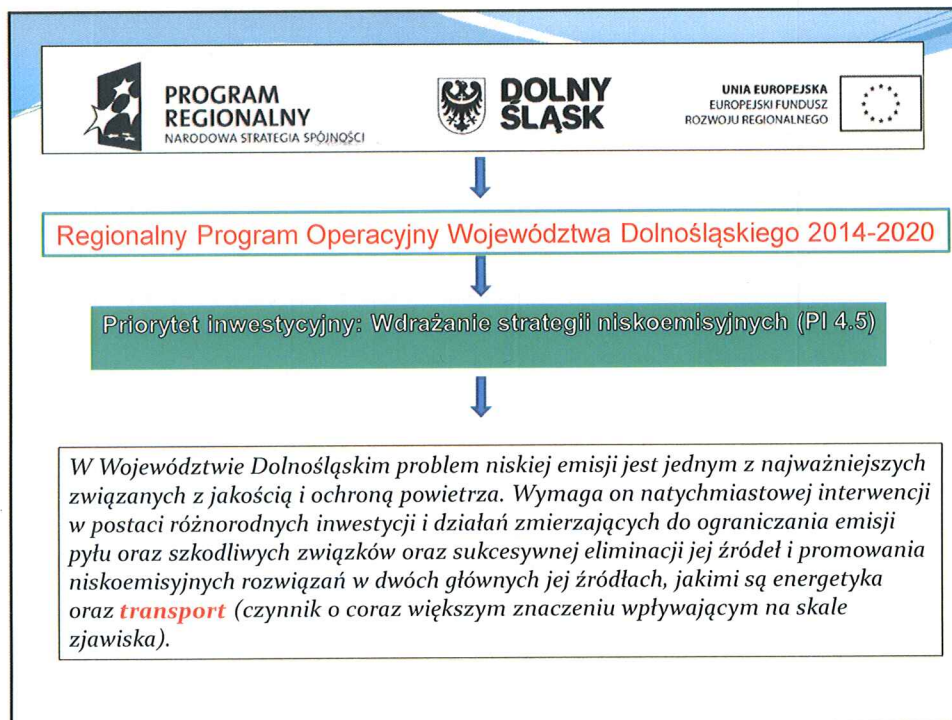 PROGRAM
REGIONALNY
NARODOWA STRATEGIA SPÓJNOŚCI
DOLNY
ŚLĄSK
UNIA EUROPEJSKA
EUROPEJSKI FUNDUSZ
ROZWOJU REGIONALNEGO
Regionalny Program Operacyjny Województwa Dolnośląskiego 2014-2020
Priorytet inwestycyjny: Wdrażanie strategii niskoemisyjnych (PI 4.5)
W Województwie Dolnośląskim problem niskiej emisji jest jednym z najważniejszych
związanych z jakością i ochroną powietrza. Wymaga on natychmiastowej interwencji
w postaci różnorodnych inwestycji i działań zmierzających do ograniczania emisji
pyłu oraz szkodliwych związków oraz sukcesywnej eliminacji jej źródeł i promowania
niskoemisyjnych rozwiązań w dwóch głównych jej źródłach, jakimi są energetyka
oraz transport (czynnik o coraz większym znaczeniu wpływającym na skale
zjawiska).